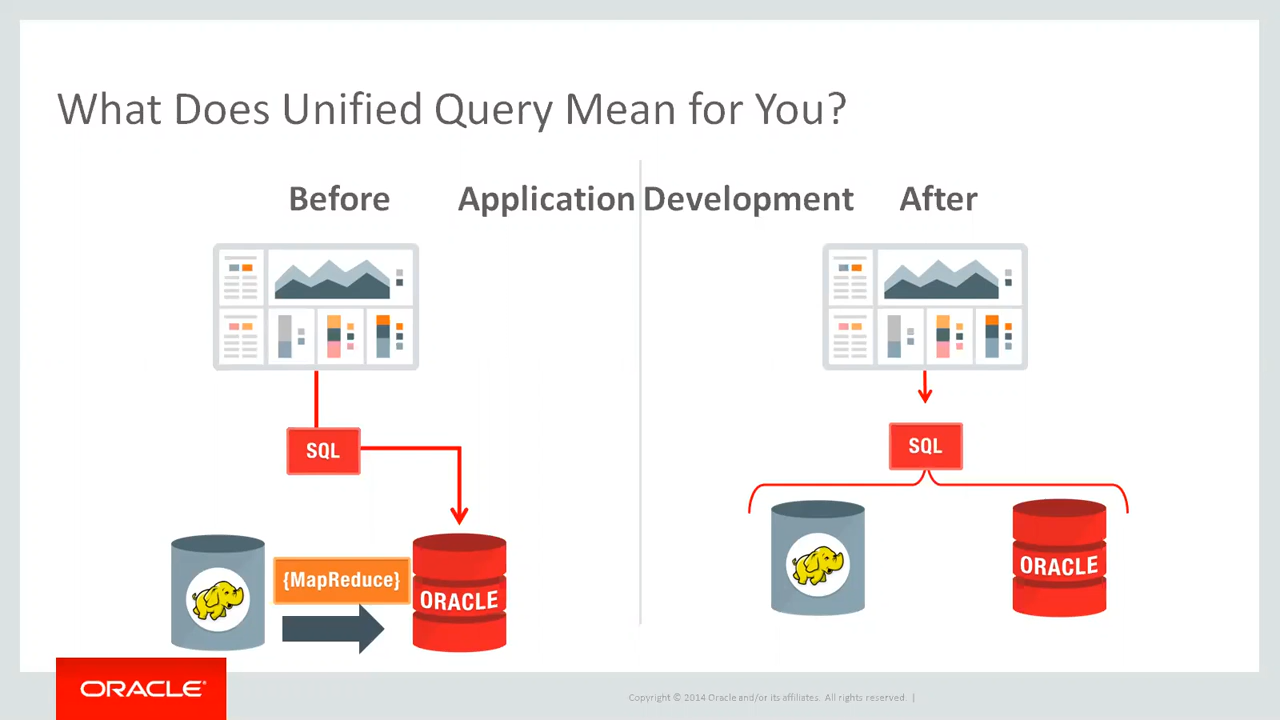 What Does Unified Query Mean for You?
Before Application Development After
SQL
{MapReduce}
ORACLE
SQL
ORACLE
ORACLE®
Copyright © 2014 Oracle and/or its affiliates. All rights reserved. |